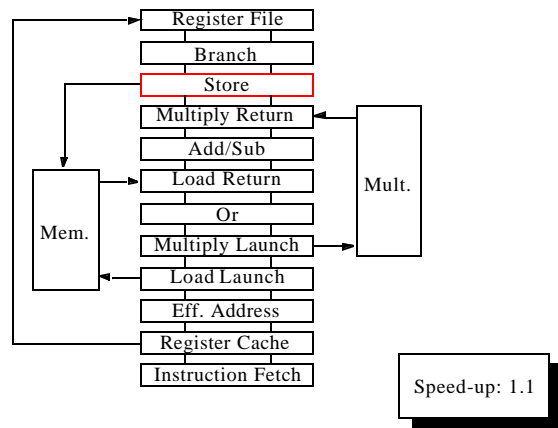 Register File
Branch
Store
Multiply Return
Add/Sub
Load Return
Or
Multiply Launch
Load Launch
Eff. Address
Register Cache
Instruction Fetch
Mem.
Mult.
Speed-up: 1.1